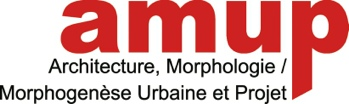 amup
Architecture, Morphologie /
Morphogenèse Urbaine et Projet